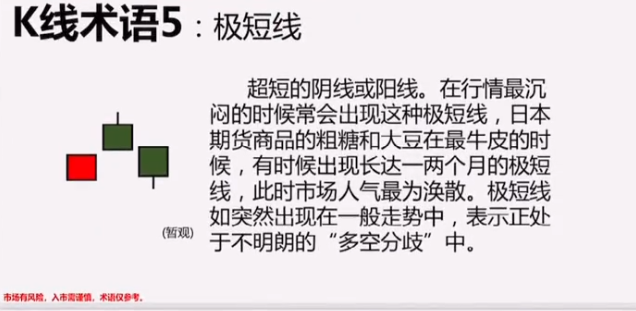 K线术语5：极短线
超短的阴线或阳线。在行情最沉
闷的时候常会出现这种极短线，日本
期货商品的粗糖和大豆在最牛皮的时
候，有时候出现长达一两个月的极短
线，此时市场人气最为涣散。极短线
如突然出现在一般走势中，表示正处
于不明朗的“多空分歧”中。
(暂观)
市场有风险，入市需谨慎，术语仅参考。